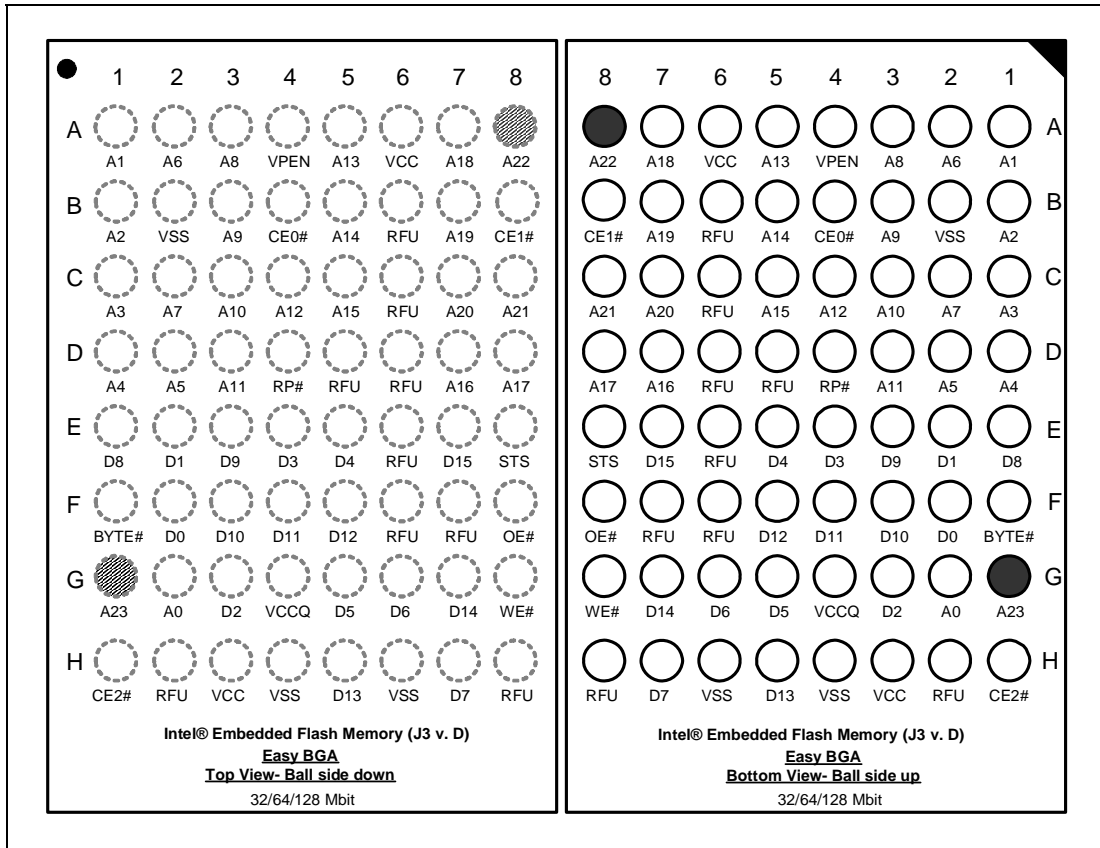 1 2 3 4 5 6 7 8
A
A1 A6 A8 VPEN A13 VCC A18 A22
B
A2 VSS A9 CE0# A14 RFU A19 CE1#
C
A3 A7 A10 A12 A15 RFU A20 A21
D
A4 A5 A11 RP# RFU RFU A16 A17
E
D8 D1 D9 D3 D4 RFU D15 STS
F
BYTE# D0 D10 D11 D12 RFU RFU OE#
G
A23 A0 D2 VCCQ D5 D6 D14 WE#
H
CE2# RFU VCC VSS D13 VSS D7 RFU
Intel® Embedded Flash Memory (J3 v. D)
Easy BGA
Top View- Ball side down
32/64/128 Mbit
8 7 6 5 4 3 2 1
A
A22 A18 VCC A13 VPEN A8 A6 A1
B
CE1# A19 RFU A14 CE0# A9 VSS A2
C
A21 A20 RFU A15 A12 A10 A7 A3
D
A17 A16 RFU RFU RP# A11 A5 A4
E
STS D15 RFU D4 D3 D9 D1 D8
F
OE# RFU RFU D12 D11 D10 D0 BYTE#
G
WE# D14 D6 D5 VCCQ D2 A0 A23
H
RFU D7 VSS D13 VSS VCC RFU CE2#
Intel® Embedded Flash Memory (J3 v. D)
Easy BGA
Bottom View- Ball side up
32/64/128 Mbit